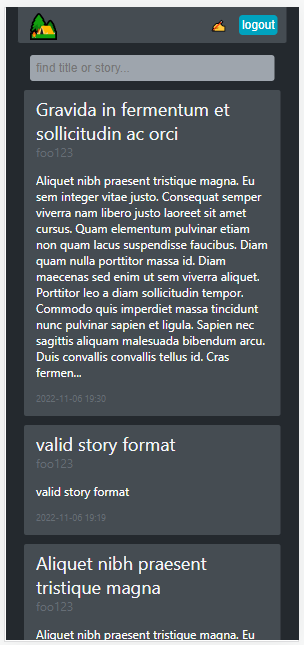 logout
find title or story...
Gravida in fermentum et
sollicitudin ac orci
foo123
Aliquet nibh praesent tristique magna. Eu
sem integer vitae justo. Consequat semper
viverra nam libero justo laoreet sit amet
cursus. Quam elementum pulvinar etiam
non quam lacus suspendisse faucibus. Diam
quam nulla porttitor massa id. Diam
maecenas sed enim ut sem viverra aliquet.
Porttitor leo a diam sollicitudin tempor.
Commodo quis imperdiet massa tincidunt
nunc pulvinar sapien et ligula. Sapien nec
sagittis aliquam malesuada bibendum arcu.
Duis convallis convallis tellus id. Cras
fermen...
2022-11-06 19:30
valid story format
foo123
valid story format
2022-11-06 19:19
Aliquet nibh praesent
tristique magna
foo123
Aliquet nibh praesent tristique magna. Eu